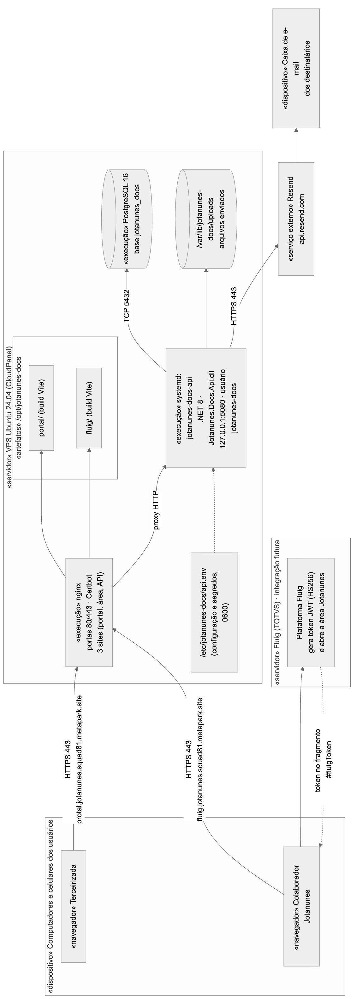 «dispositivo» Computadores e celulares dos usuários
«navegador» Terceirizada
«navegador» Colaborador
Jotanunes
HTTPS 443
protal.jotanunes.squad81.metapark.site
HTTPS 443
fluig.jotanunes.squad81.metapark.site
token no fragmento
#fluigToken
«servidor» Fluig (TOTVS) · integração futura
Plataforma Fluig
gera token JWT (HS256)
e abre a área Jotanunes
«servidor» VPS Ubuntu 24.04 (CloudPanel)
«execução» nginx
portas 80/443 · Certbot
3 sites (portal, área, API)
/etc/jotanunes-docs/api.env
(configuração e segredos,
0600)
proxy HTTP
«artefatos» /opt/jotanunes-docs
portal/ (build Vite)
fluig/ (build Vite)
«execução» systemd:
jotanunes-docs-api
.NET 8 ·
Jotanunes.Docs.Api.dll
127.0.0.1:5080 · usuário
jotanunes-docs
TCP 5432
HTTPS 443
«execução» PostgreSQL 16
base jotanunes_docs
/var/lib/jotanunes-
docs/uploads
arquivos enviados
«serviço externo» Resend
api.resend.com
«dispositivo» Caixa de e-
mail
dos destinatários